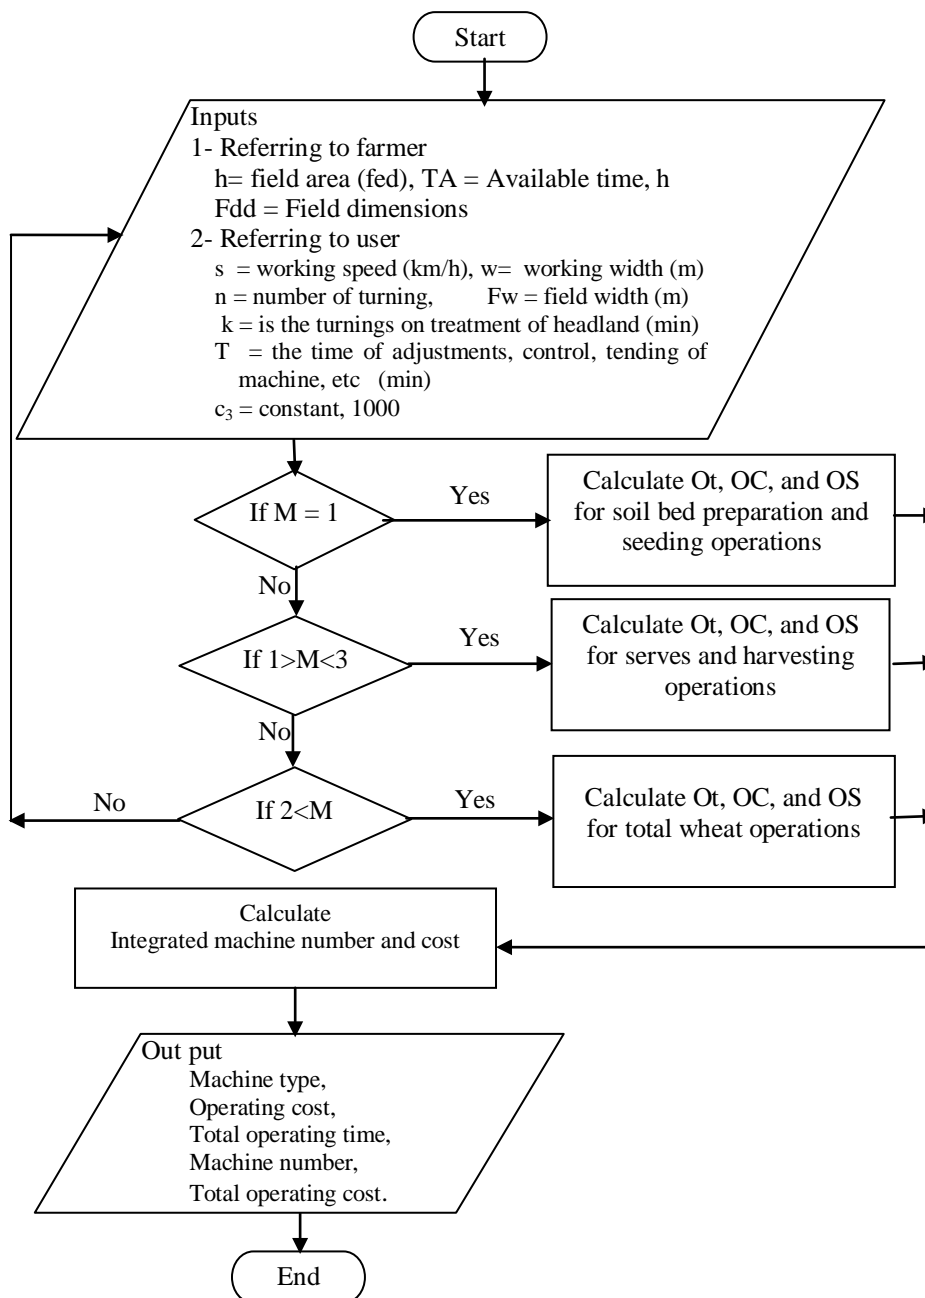 Start
Inputs
1- Referring to farmer
h= field area (fed), TA = Available time, h
Fdd = Field dimensions
2- Referring to user
s = working speed (km/h), w= working width (m)
n = number of turning, Fw = field width (m)
k = is the turnings on treatment of headland (min)
T = the time of adjustments, control, tending of
machine, etc (min)
c₃ = constant, 1000
If M = 1
Yes
Calculate Ot, OC, and OS
for soil bed preparation and
seeding operations
No
If 1>M<3
Yes
Calculate Ot, OC, and OS
for serves and harvesting
operations
No
If 2<M
No
Yes
Calculate Ot, OC, and OS
for total wheat operations
Calculate
Integrated machine number and cost
Out put
Machine type,
Operating cost,
Total operating time,
Machine number,
Total operating cost.
End